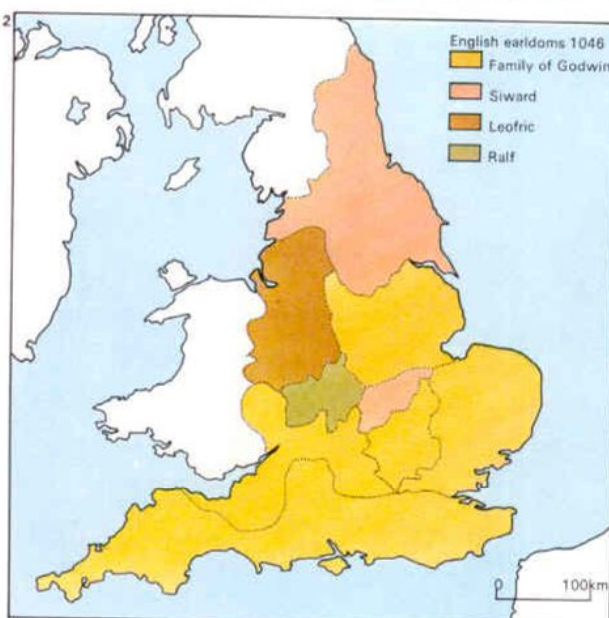 2
English earldoms 1046
Family of Godwin
Siward
Leofric
Ralf
0 100km